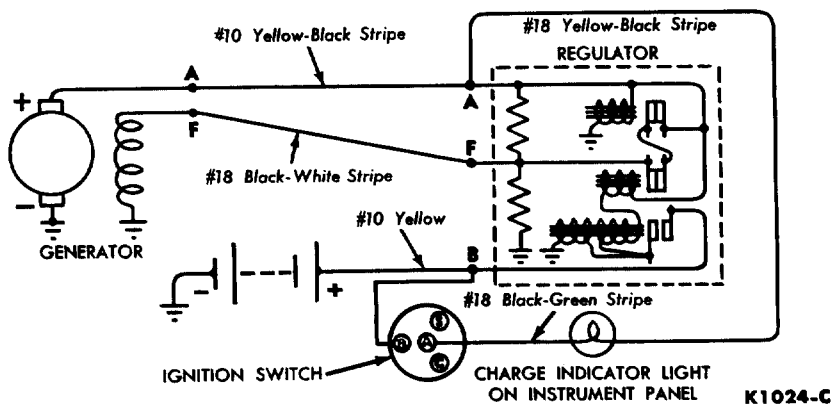 #10 Yellow-Black Stripe
#18 Yellow-Black Stripe
REGULATOR
A
A
+
F
F
#18 Black-White Stripe
-
GENERATOR
#10 Yellow
B
-
+
#18 Black-Green Stripe
S
B
A
C
IGNITION SWITCH
CHARGE INDICATOR LIGHT
ON INSTRUMENT PANEL
K1024-C